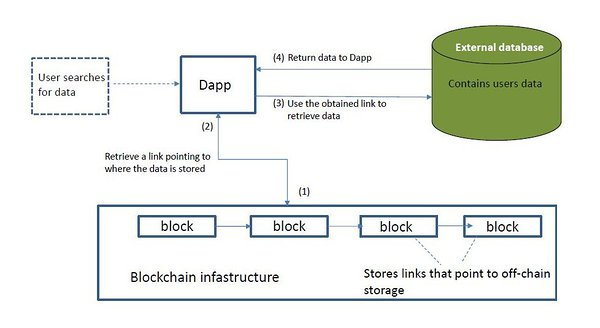 External database
(4) Return data to Dapp
User searches
for data
Dapp
Contains users data
(3) Use the obtained link to
retrieve data
(2)
Retrieve a link pointing to
where the data is stored
(1)
block
block
block
block
Blockchain infastructure
Stores links that point to off-chain
storage